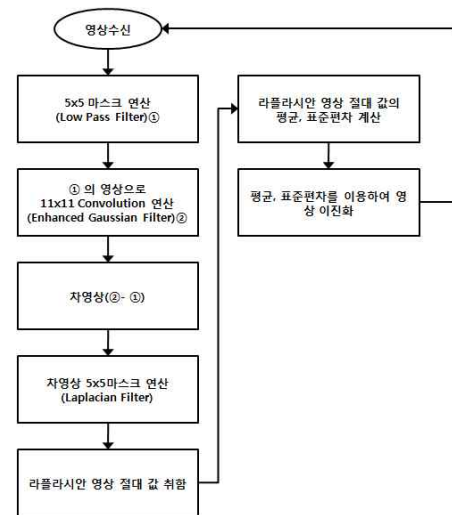 영상수신
5x5 마스크 연산
(Low Pass Filter)①
① 의 영상으로
11x11 Convolution 연산
(Enhanced Gaussian Filter)②
차영상(②- ①)
차영상 5x5마스크 연산
(Laplacian Filter)
라플라시안 영상 절대 값 취함
라플라시안 영상 절대 값의
평균, 표준편차 계산
평균, 표준편차를 이용하여 영
상 이진화